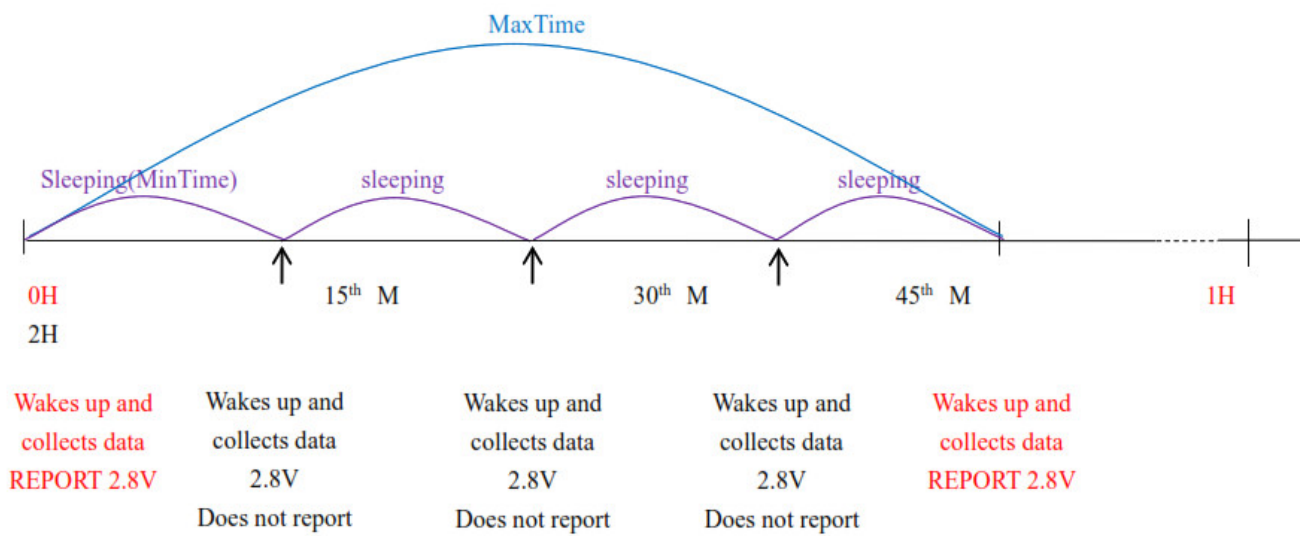 MaxTime
Sleeping(MinTime) sleeping sleeping sleeping
0H 15th M 30th M 45th M 1H
2H
Wakes up and Wakes up and Wakes up and Wakes up and Wakes up and
collects data collects data collects data collects data collects data
REPORT 2.8V 2.8V 2.8V 2.8V REPORT 2.8V
Does not report Does not report Does not report